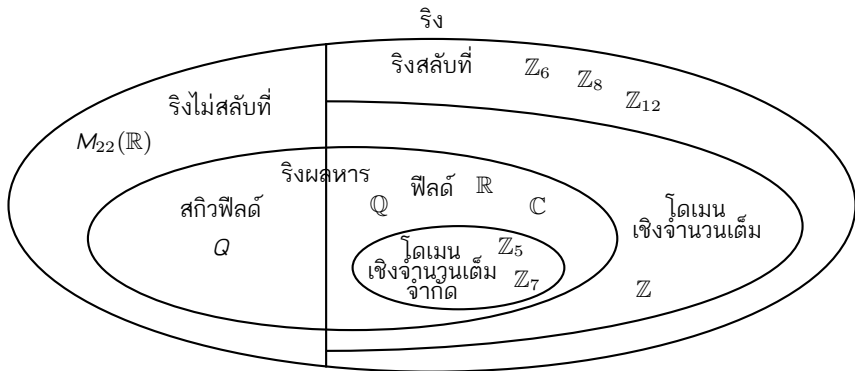 ริง
ริงสลับที่
ℤ₆
ℤ₈
ℤ₁₂
ริงไม่สลับที่
M₂₂(ℝ)
ริงผลหาร
ฟีลด์
ℝ
ℚ
ℂ
สกิวฟีลด์
Q
โดเมน
เชิงจำนวนเต็ม
จำกัด
ℤ₅
ℤ₇
โดเมน
เชิงจำนวนเต็ม
ℤ